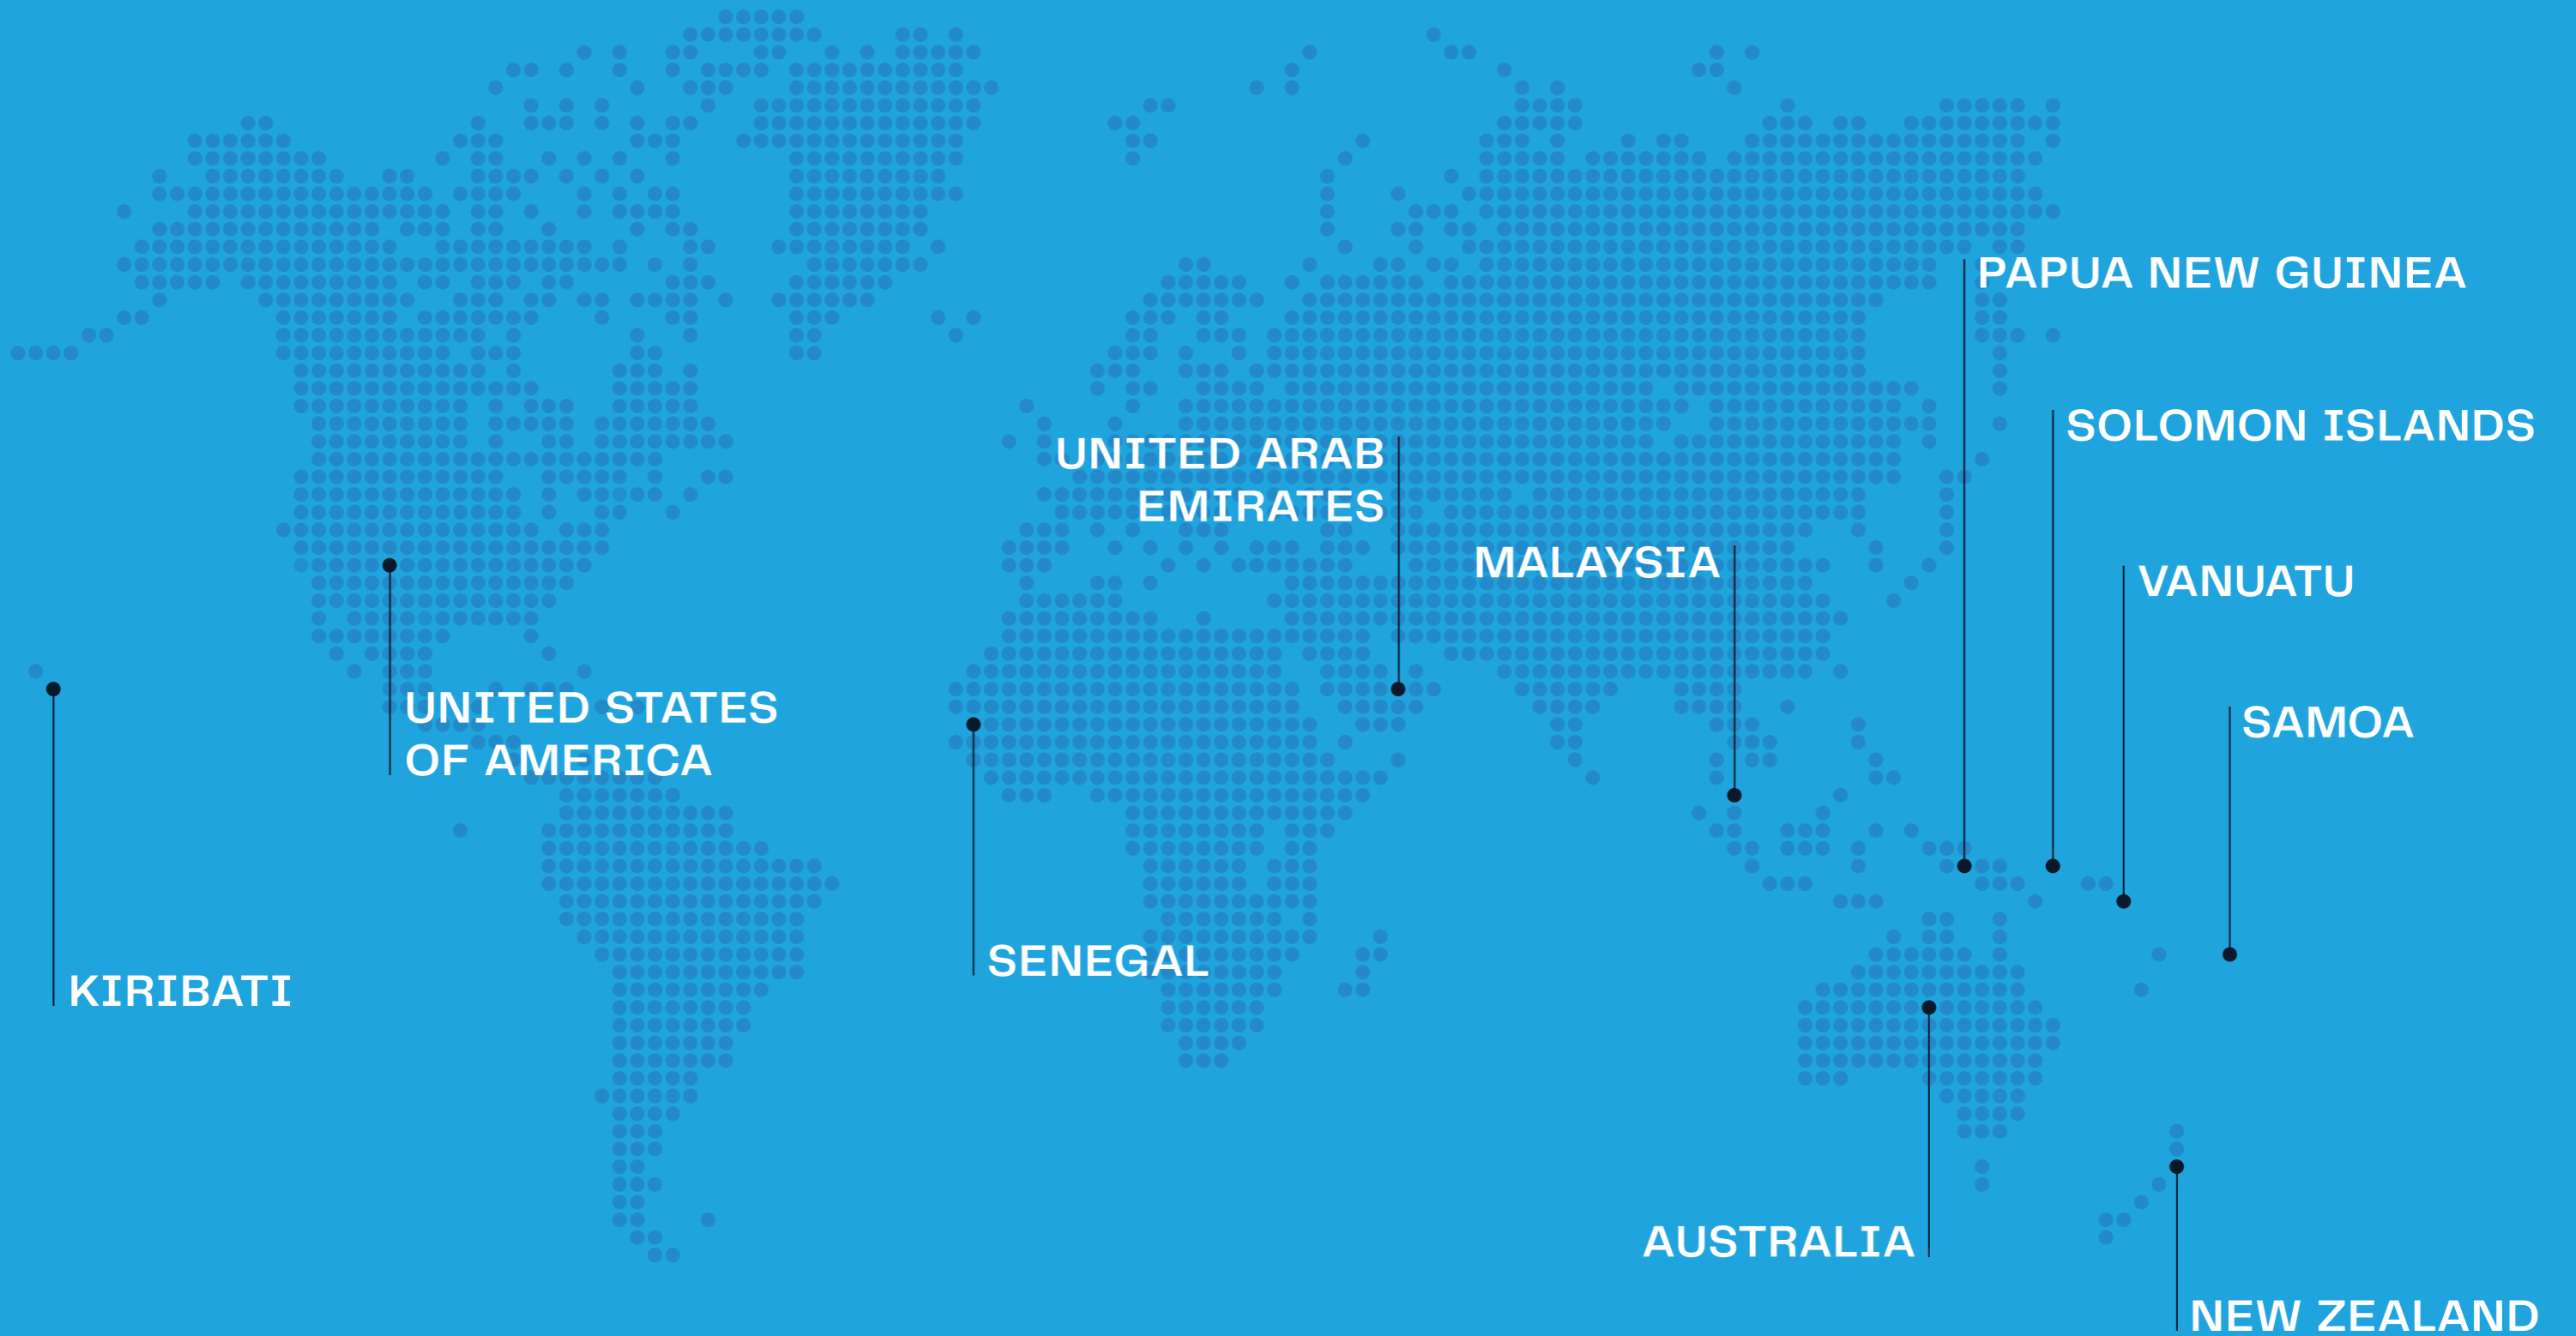 PAPUA NEW GUINEA
SOLOMON ISLANDS
UNITED ARAB
EMIRATES
MALAYSIA
VANUATU
UNITED STATES
OF AMERICA
SAMOA
SENEGAL
KIRIBATI
AUSTRALIA
NEW ZEALAND